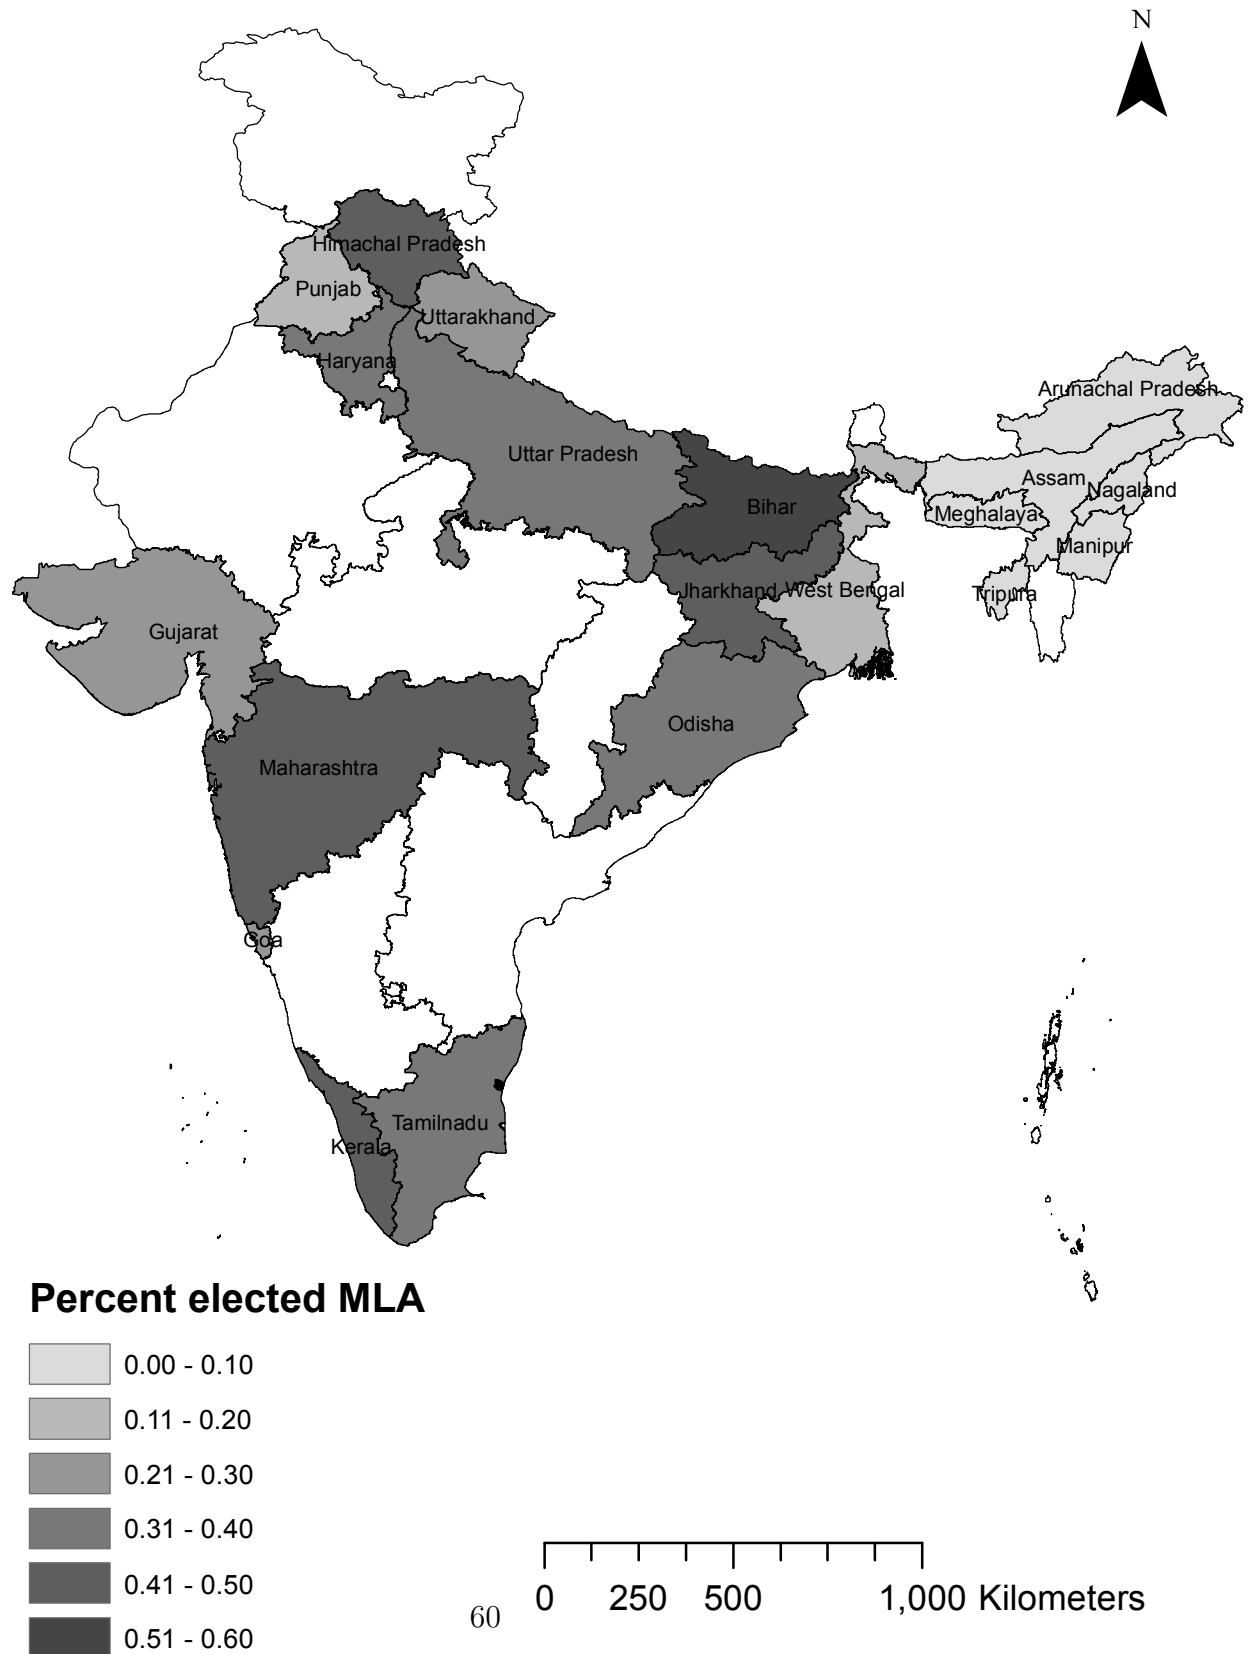 N
Himachal Pradesh
Punjab
Uttarakhand
Haryana
Arunachal Pradesh
Uttar Pradesh
Assam
Nagaland
Bihar
Meghalaya
Manipur
Jharkhand
West Bengal
Tripura
Gujarat
Odisha
Maharashtra
Goa
Tamilnadu
Kerala
Percent elected MLA
0.00 - 0.10
0.11 - 0.20
0.21 - 0.30
0.31 - 0.40
0.41 - 0.50
0.51 - 0.60
0 250 500 1,000 Kilometers
60